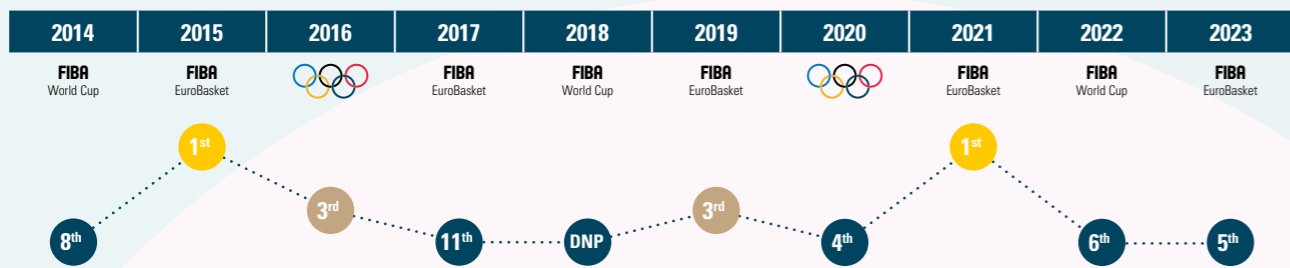 2014 2015 2016 2017 2018 2019 2020 2021 2022 2023
FIBA FIBA FIBA FIBA FIBA FIBA FIBA FIBA
World Cup EuroBasket EuroBasket World Cup EuroBasket EuroBasket World Cup EuroBasket
1st 1st
3rd 3rd
8th 11th DNP 4th 6th 5th